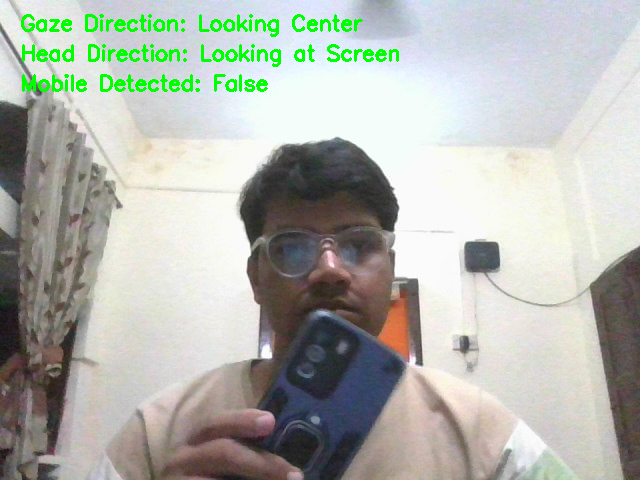 Gaze Direction: Looking Center
Head Direction: Looking at Screen
Mobile Detected: False